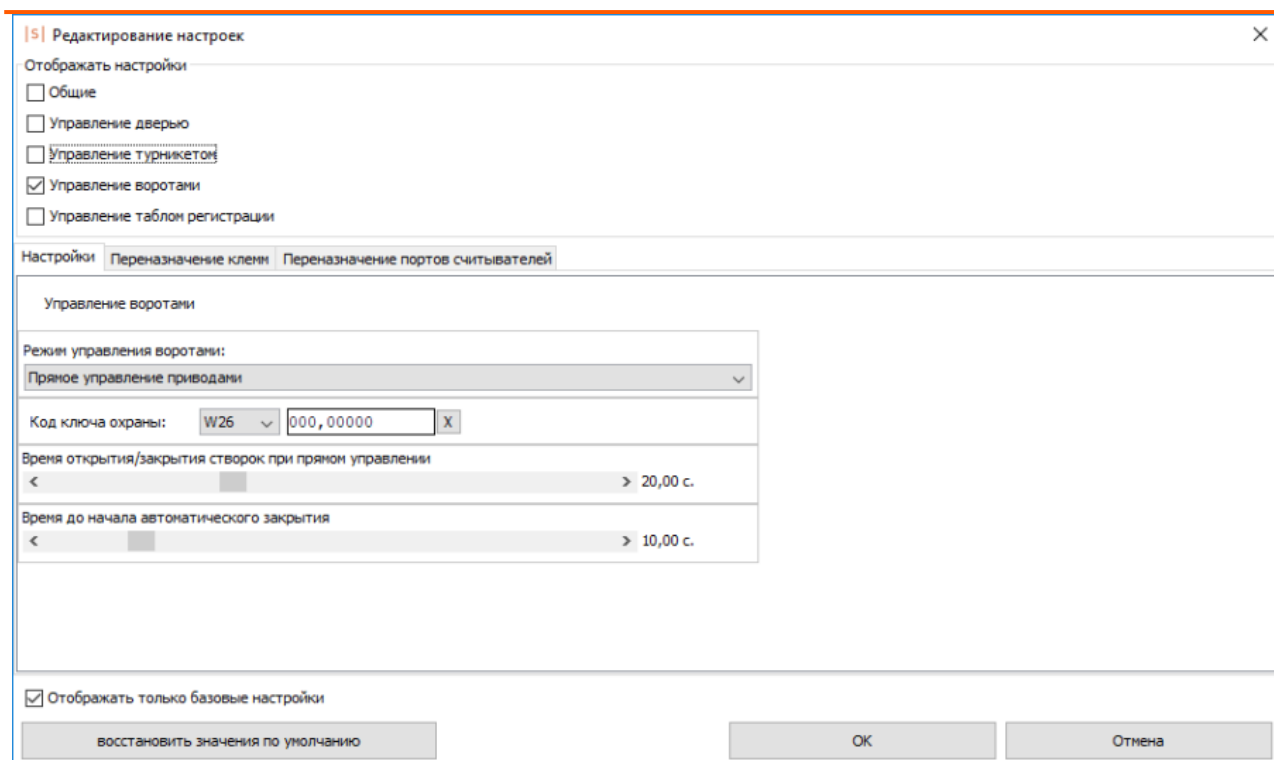 |S| Редактирование настроек
Отображать настройки
Общие
Управление дверью
Управление турникетом
Управление воротами
Управление таблом регистрации
Настройки Переназначение клемм Переназначение портов считывателей
Управление воротами
Режим управления воротами:
Прямое управление приводами
Код ключа охраны: W26 000,00000 X
Время открытия/закрытия створок при прямом управлении
20,00 с.
Время до начала автоматического закрытия
10,00 с.
Отображать только базовые настройки
восстановить значения по умолчанию OK Отмена